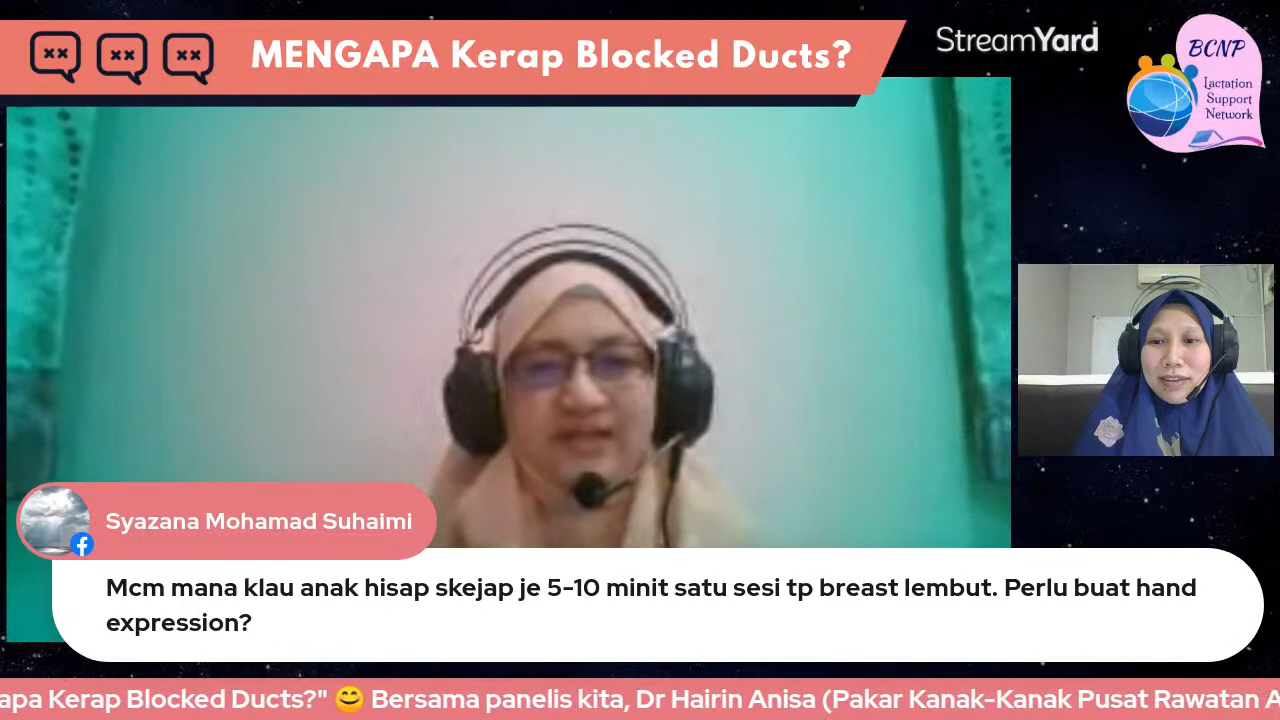 MENGAPA Kerap Blocked Ducts?
StreamYard
BCNP
Lactation
Support
Network
Syazana Mohamad Suhaimi
Mcm mana klau anak hisap skejap je 5-10 minit satu sesi tp breast lembut. Perlu buat hand
expression?
apa Kerap Blocked Ducts?" 😊 Bersama panelis kita, Dr Hairin Anisa (Pakar Kanak-Kanak Pusat Rawatan A